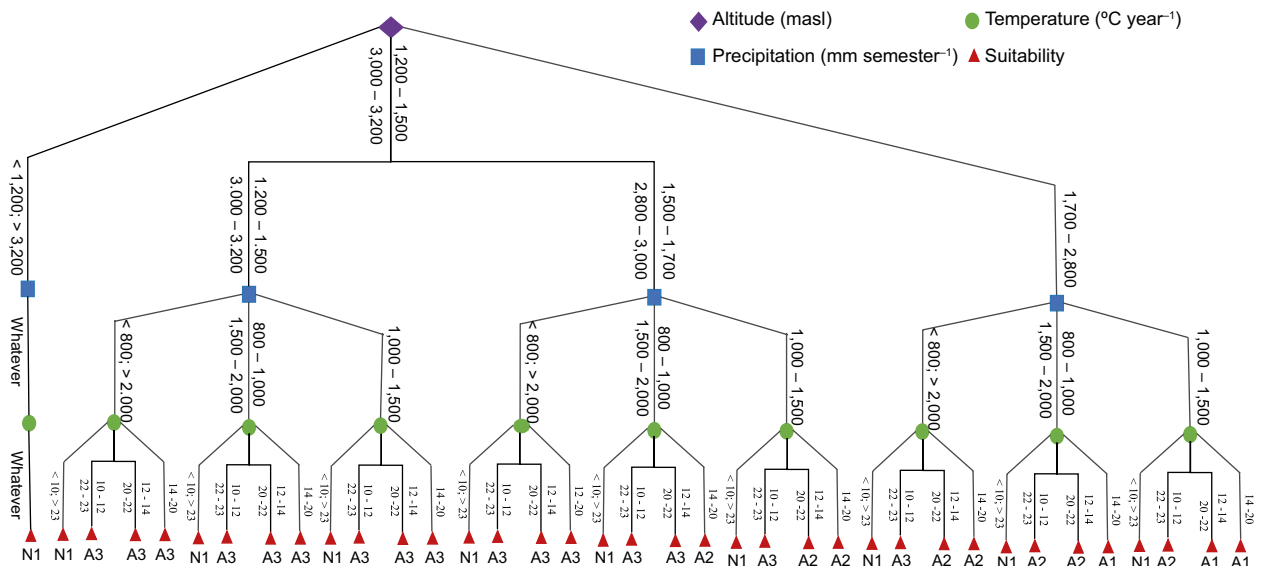 Altitude (masl)
Temperature (ºC year⁻¹)
Precipitation (mm semester⁻¹)
Suitability
1,200 – 1,500
3,000 – 3,200
< 1,200; > 3,200
1.200 – 1.500
3.000 – 3.200
1,500 – 1,700
2,800 – 3,000
1,700 – 2,800
Whatever
< 800; > 2.000
800 – 1,000
1,500 – 2,000
1,000 – 1,500
< 800; > 2,000
800 – 1,000
1,500 – 2,000
1,000 – 1,500
< 800; > 2,000
800 – 1,000
1,500 – 2,000
1,000 – 1,500
Whatever
< 10; > 23
22 - 23
10 - 12
20 -22
12 -14
14 -20
< 10; > 23
22 - 23
10 - 12
20 -22
12 -14
14 -20
< 10; > 23
22 - 23
10 - 12
20 -22
12 -14
14 -20
< 10; > 23
22 - 23
10 - 12
20 -22
12 -14
14 -20
< 10; > 23
22 - 23
10 - 12
20 -22
12 -14
14 -20
< 10; > 23
22 - 23
10 - 12
20 -22
12 -14
14 -20
< 10; > 23
22 - 23
10 - 12
20 -22
12 -14
14 -20
< 10; > 23
22 - 23
10 - 12
20 -22
12 -14
14 -20
< 10; > 23
22 - 23
10 - 12
20 -22
12 -14
14 -20
N1 N1 A3 A3 A3 N1 A3 A3 A3 N1 A3 A3 A3 N1 A3 A3 A3 N1 A3 A3 A2 N1 A3 A2 A2 N1 A3 A2 A2 N1 A2 A2 A1 N1 A2 A1 A1